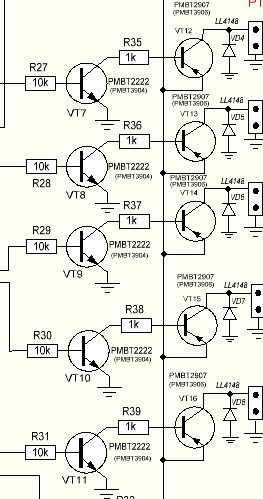 PMBT2907
(PMBT3906)
P1
LL4148
R35
VT12
VD4
1k
R27
10k
PMBT2222
(PMBT3904)
VT7
PMBT2907
(PMBT3906)
LL4148
R36
VT13
VD5
1k
10k
PMBT2222
(PMBT3904)
R28
VT8
PMBT2907
(PMBT3906)
LL4148
R37
VT14
VD6
1k
R29
10k
PMBT2222
(PMBT3904)
VT9
PMBT2907
(PMBT3906)
LL4148
R38
VT15
VD7
1k
R30
10k
PMBT2222
(PMBT3904)
VT10
PMBT2907
(PMBT3906)
LL4148
R39
VT16
VD8
1k
R31
10k
PMBT2222
(PMBT3904)
VT11